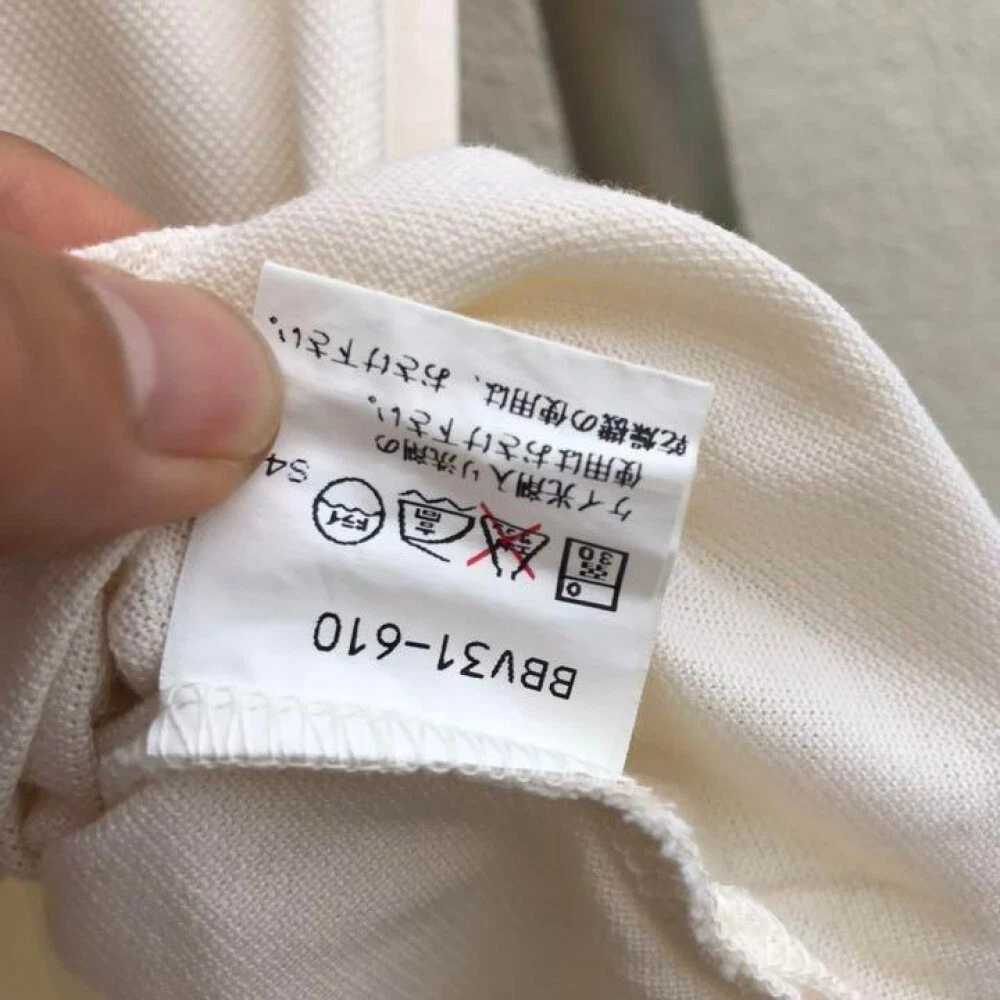 BBV31-610
弱
30
高
ドライ
ケイ光剤入り洗剤の
使用はおさけ下さい。
乾燥機の使用は、おさけ下さい。
S4